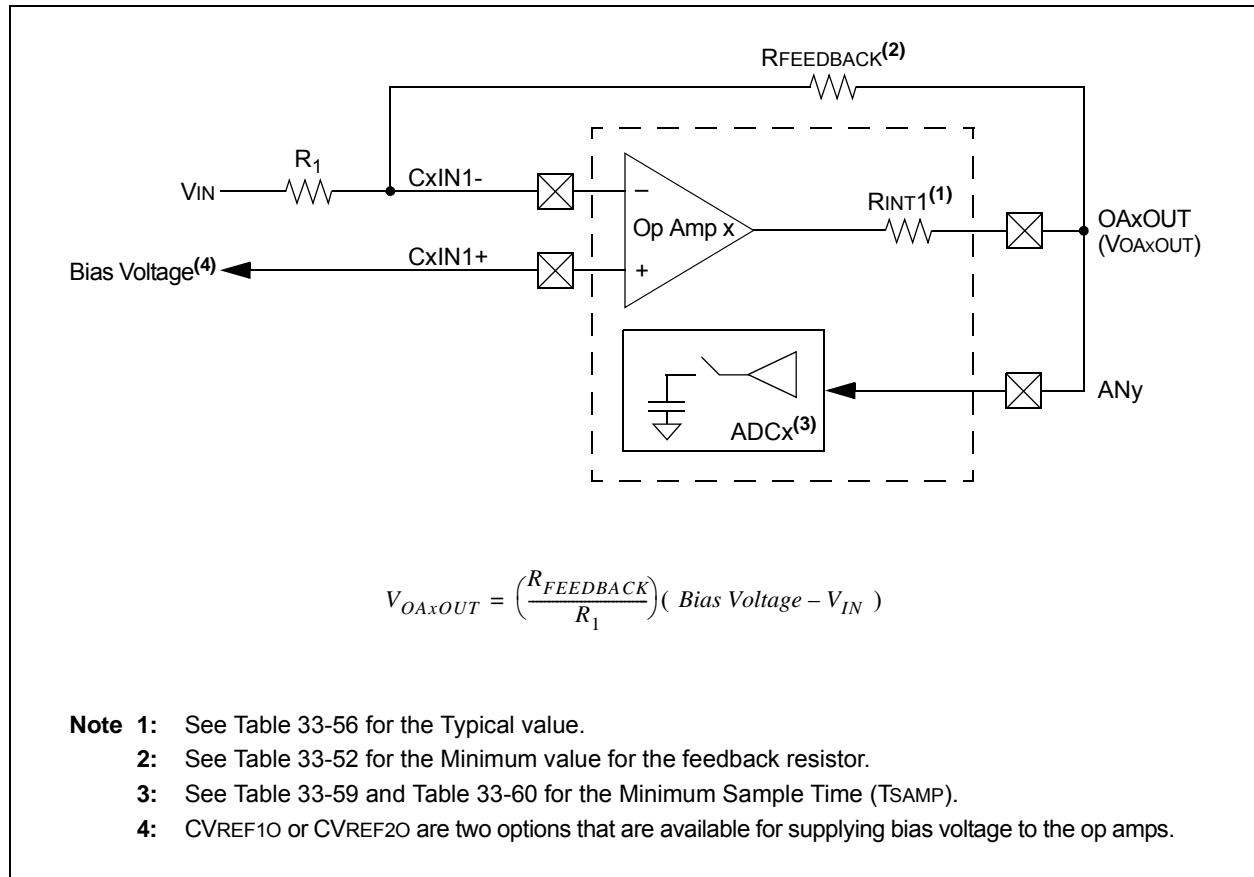 RFEEDBACK(2)
R1
VIN
CxIN1-
–
Op Amp x
RINT1(1)
OAxOUT
(VOAxOUT)
Bias Voltage(4)
CxIN1+
+
ADCx(3)
ANy
VOAxOUT = (RFEEDBACK / R1) ( Bias Voltage – VIN )
Note 1: See Table 33-56 for the Typical value.
2: See Table 33-52 for the Minimum value for the feedback resistor.
3: See Table 33-59 and Table 33-60 for the Minimum Sample Time (TSAMP).
4: CVREF1O or CVREF2O are two options that are available for supplying bias voltage to the op amps.